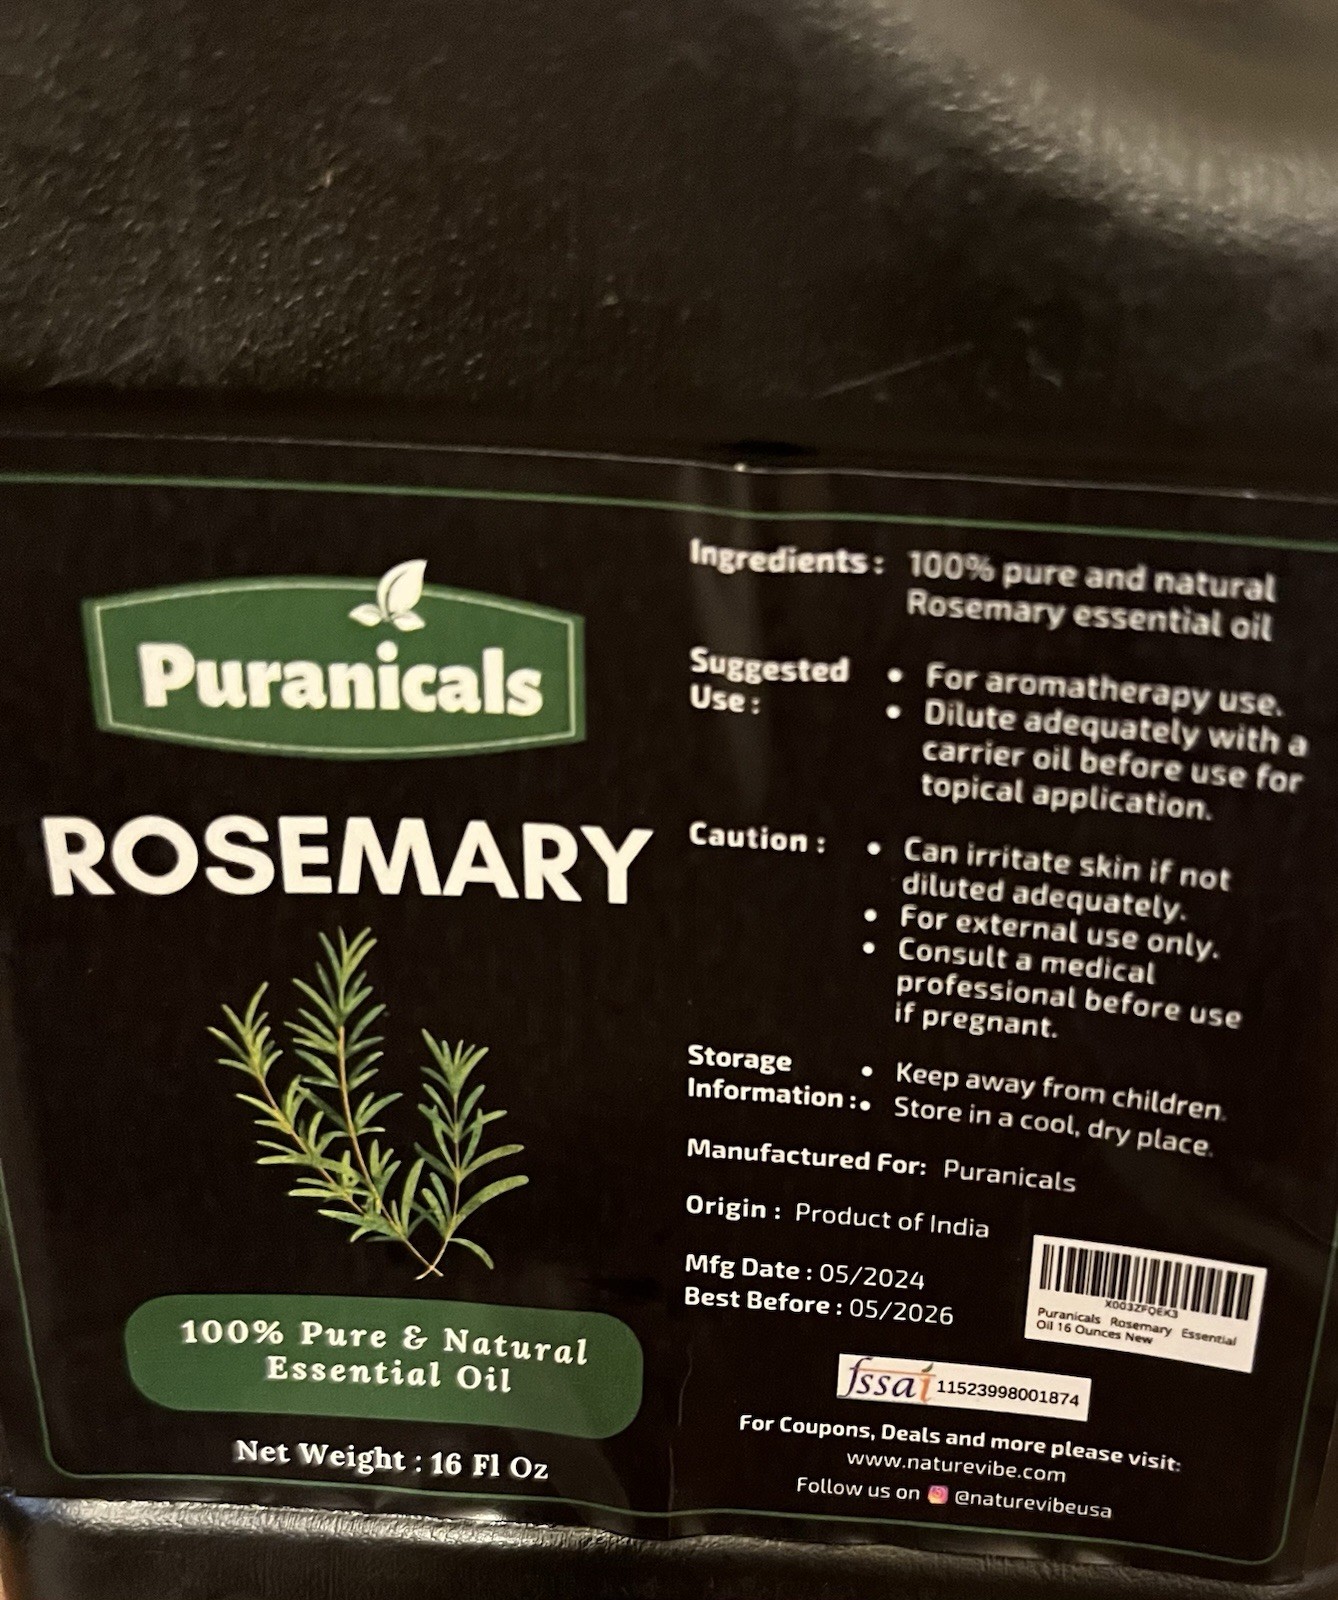 Puranicals
ROSEMARY
100% Pure & Natural
Essential Oil
Net Weight : 16 Fl Oz
Ingredients : 100% pure and natural
Rosemary essential oil
Suggested
Use :
• For aromatherapy use.
• Dilute adequately with a
carrier oil before use for
topical application.
Caution :
• Can irritate skin if not
diluted adequately.
• For external use only.
• Consult a medical
professional before use
if pregnant.
Storage
Information :
• Keep away from children.
• Store in a cool, dry place.
Manufactured For: Puranicals
Origin : Product of India
Mfg Date : 05/2024
Best Before : 05/2026
X003ZFQEK3
Puranicals Rosemary Essential
Oil 16 Ounces New
fssai 11523998001874
For Coupons, Deals and more please visit:
www.naturevibe.com
Follow us on @naturevibeusa